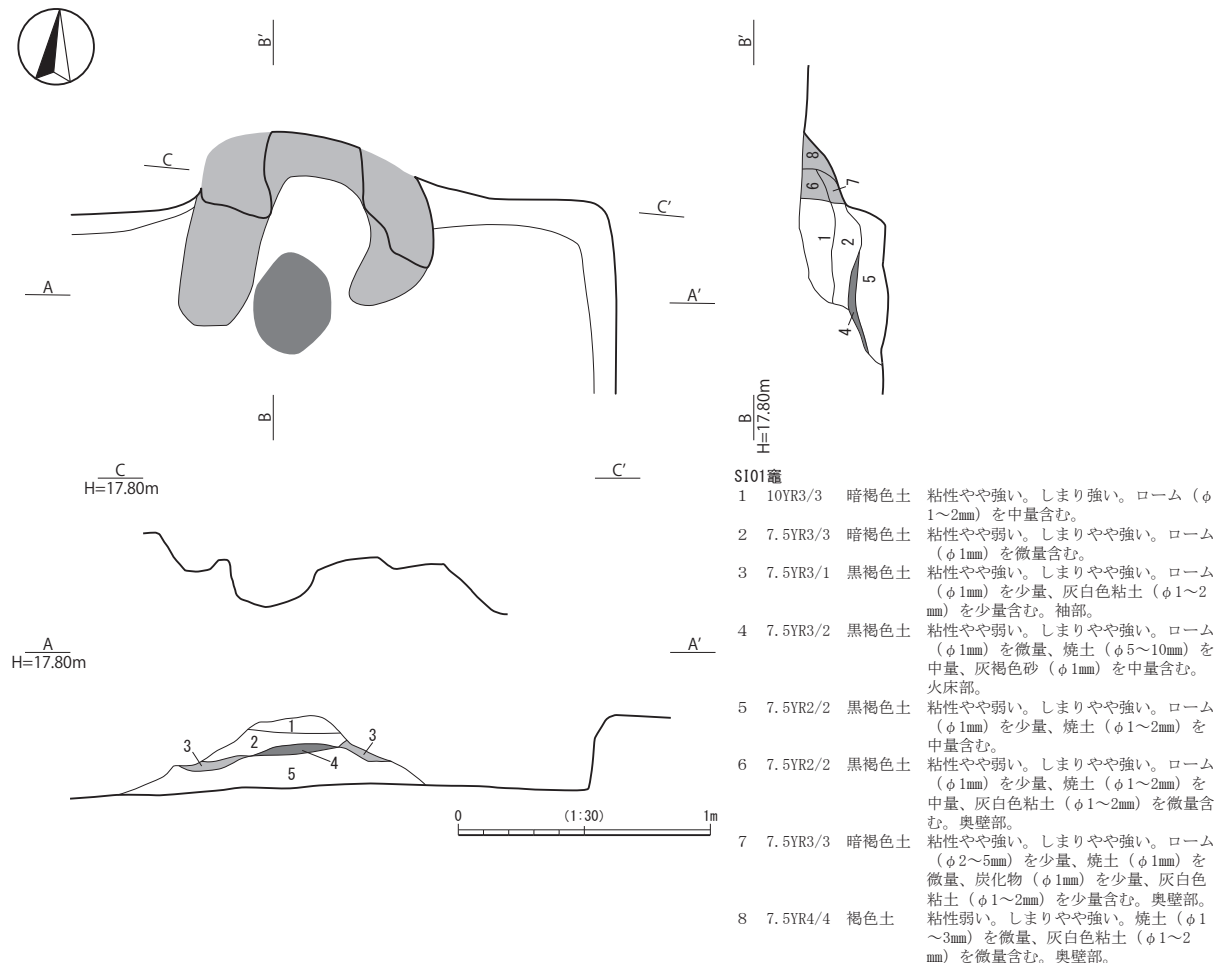 B'
B'
C
C'
A
A'
8
6
7
1
2
5
4
B
B
H=17.80m
C
H=17.80m
C'
A
H=17.80m
A'
1
2
3
3
4
5
0
(1:30)
1m
SI01竈
1 10YR3/3 暗褐色土 粘性やや強い。しまり強い。ローム（φ
1～2㎜）を中量含む。
2 7.5YR3/3 暗褐色土 粘性やや弱い。しまりやや強い。ローム
（φ1㎜）を微量含む。
3 7.5YR3/1 黒褐色土 粘性やや強い。しまりやや強い。ローム
（φ1㎜）を少量、灰白色粘土（φ1～2
㎜）を少量含む。袖部。
4 7.5YR3/2 黒褐色土 粘性やや弱い。しまりやや強い。ローム
（φ1㎜）を微量、焼土（φ5～10㎜）を
中量、灰褐色砂（φ1㎜）を中量含む。
火床部。
5 7.5YR2/2 黒褐色土 粘性やや弱い。しまりやや強い。ローム
（φ1㎜）を少量、焼土（φ1～2㎜）を
中量含む。
6 7.5YR2/2 黒褐色土 粘性やや弱い。しまりやや強い。ローム
（φ1㎜）を少量、焼土（φ1～2㎜）を
中量、灰白色粘土（φ1～2㎜）を微量含
む。奥壁部。
7 7.5YR3/3 暗褐色土 粘性やや強い。しまりやや強い。ローム
（φ2～5㎜）を少量、焼土（φ1㎜）を
微量、炭化物（φ1㎜）を少量、灰白色
粘土（φ1～2㎜）を少量含む。奥壁部。
8 7.5YR4/4 褐色土 粘性弱い。しまりやや強い。焼土（φ1
～3㎜）を微量、灰白色粘土（φ1～2
㎜）を微量含む。奥壁部。